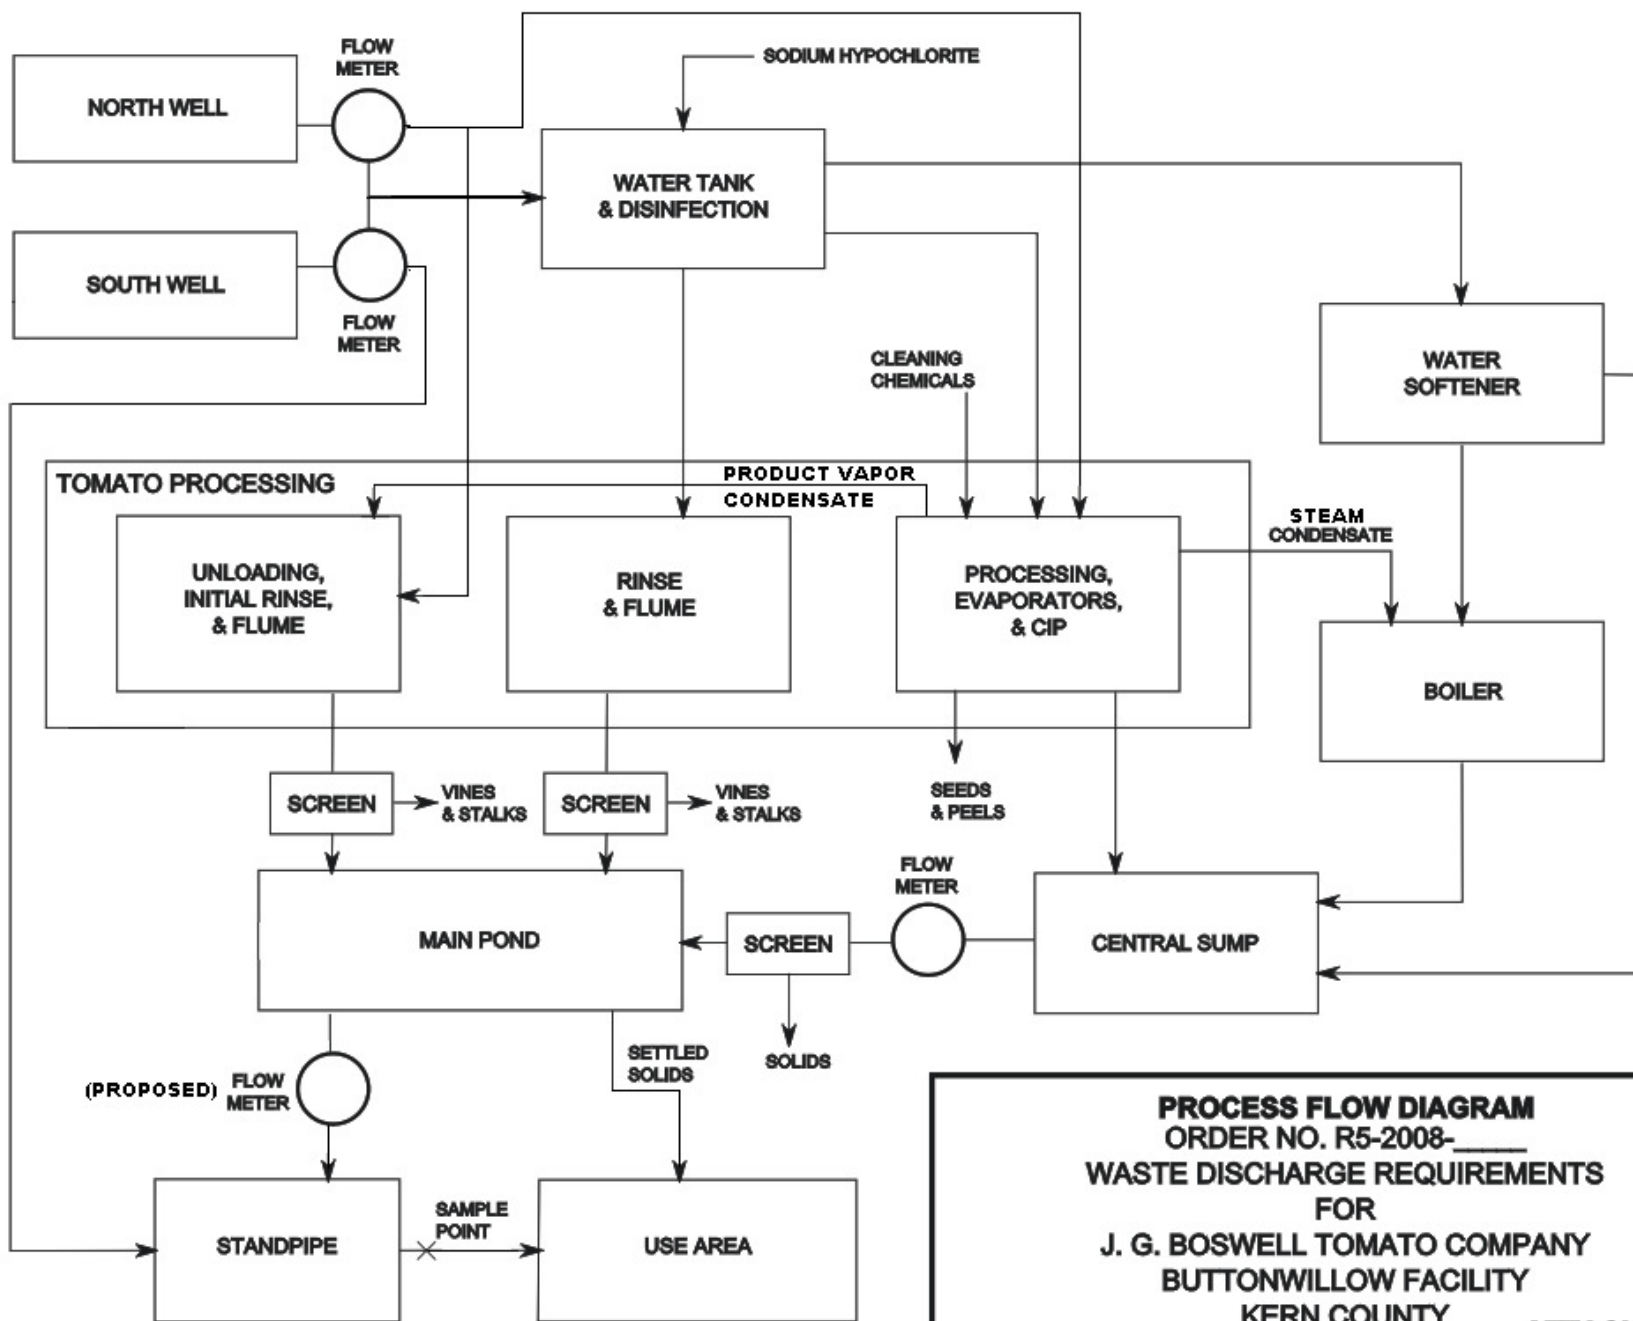 FLOW
METER
SODIUM HYPOCHLORITE
NORTH WELL
WATER TANK
& DISINFECTION
SOUTH WELL
FLOW
METER
CLEANING
CHEMICALS
WATER
SOFTENER
TOMATO PROCESSING
PRODUCT VAPOR
CONDENSATE
STEAM
CONDENSATE
UNLOADING,
INITIAL RINSE,
& FLUME
RINSE
& FLUME
PROCESSING,
EVAPORATORS,
& CIP
BOILER
SCREEN
VINES
& STALKS
SCREEN
VINES
& STALKS
SEEDS
& PEELS
FLOW
METER
MAIN POND
SCREEN
CENTRAL SUMP
SETTLED
SOLIDS
SOLIDS
(PROPOSED)
FLOW
METER
STANDPIPE
SAMPLE
POINT
USE AREA
PROCESS FLOW DIAGRAM
ORDER NO. R5-2008-_____
WASTE DISCHARGE REQUIREMENTS
FOR
J. G. BOSWELL TOMATO COMPANY
BUTTONWILLOW FACILITY
KERN COUNTY